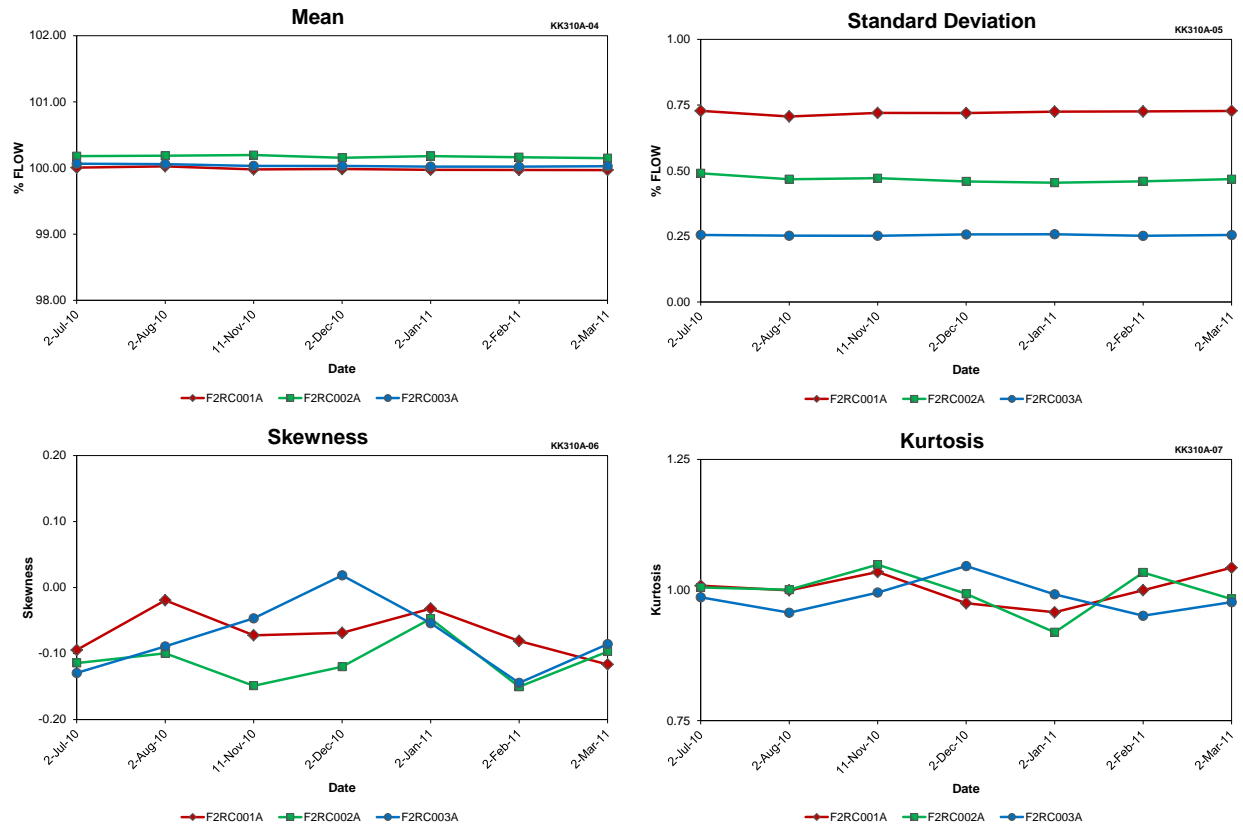 Mean
KK310A-04
102.00
101.00
100.00
99.00
98.00
% FLOW
2-Jul-10
2-Aug-10
11-Nov-10
2-Dec-10
2-Jan-11
2-Feb-11
2-Mar-11
Date
F2RC001A F2RC002A F2RC003A
Standard Deviation
KK310A-05
1.00
0.75
0.50
0.25
0.00
% FLOW
2-Jul-10
2-Aug-10
11-Nov-10
2-Dec-10
2-Jan-11
2-Feb-11
2-Mar-11
Date
F2RC001A F2RC002A F2RC003A
Skewness
KK310A-06
0.20
0.10
0.00
-0.10
-0.20
Skewness
2-Jul-10
2-Aug-10
11-Nov-10
2-Dec-10
2-Jan-11
2-Feb-11
2-Mar-11
Date
F2RC001A F2RC002A F2RC003A
Kurtosis
KK310A-07
1.25
1.00
0.75
Kurtosis
2-Jul-10
2-Aug-10
11-Nov-10
2-Dec-10
2-Jan-11
2-Feb-11
2-Mar-11
Date
F2RC001A F2RC002A F2RC003A